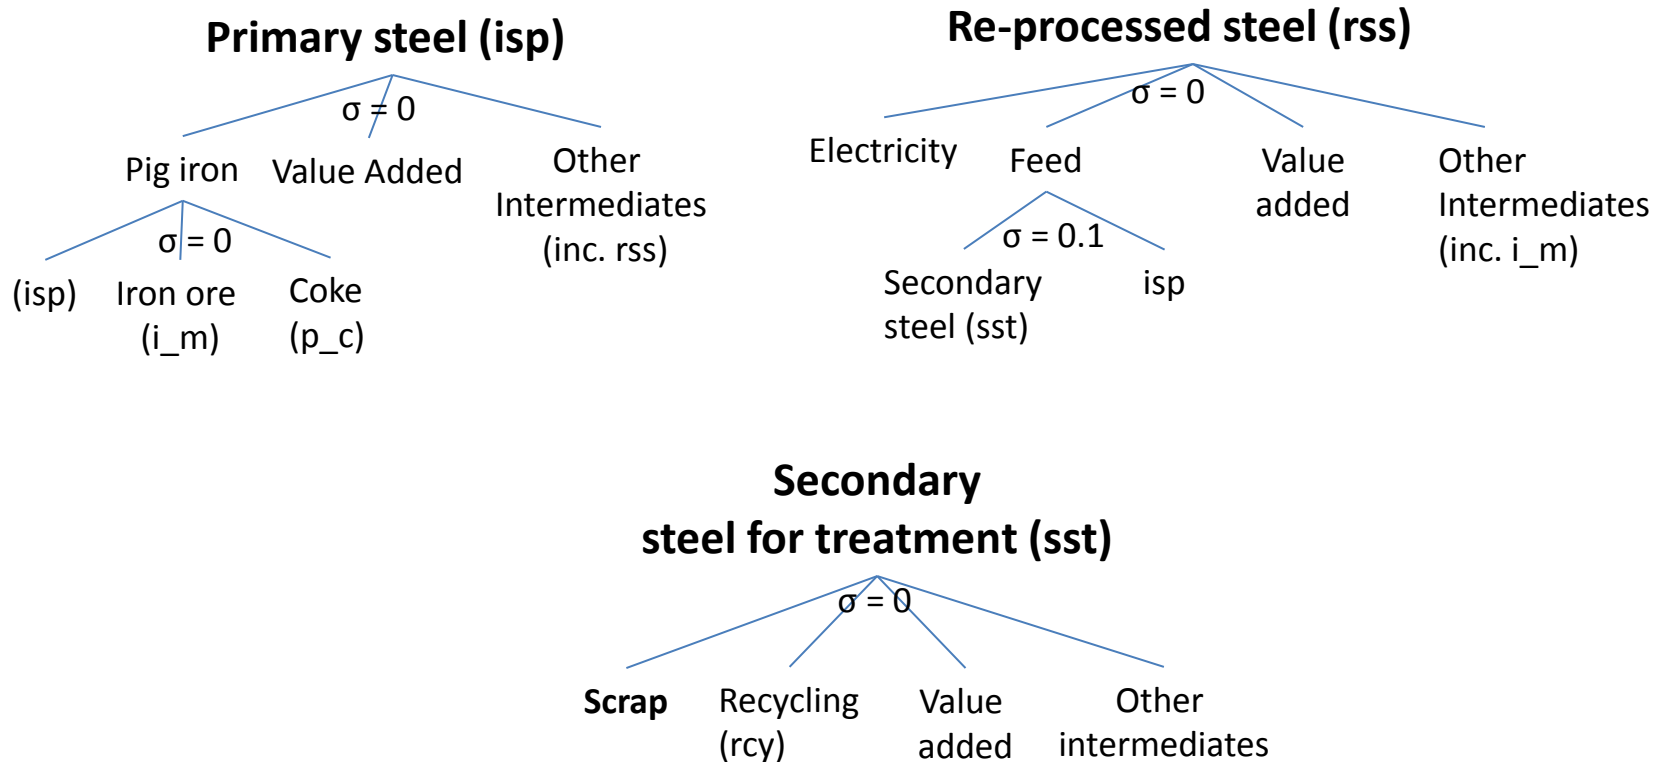 Primary steel (isp)
σ = 0
Pig iron
Value Added
Other
Intermediates
(inc. rss)
σ = 0
(isp)
Iron ore
(i_m)
Coke
(p_c)
Re-processed steel (rss)
σ = 0
Electricity
Feed
Value
added
Other
Intermediates
(inc. i_m)
σ = 0.1
Secondary
steel (sst)
isp
Secondary
steel for treatment (sst)
σ = 0
Scrap
Recycling
(rcy)
Value
added
Other
intermediates